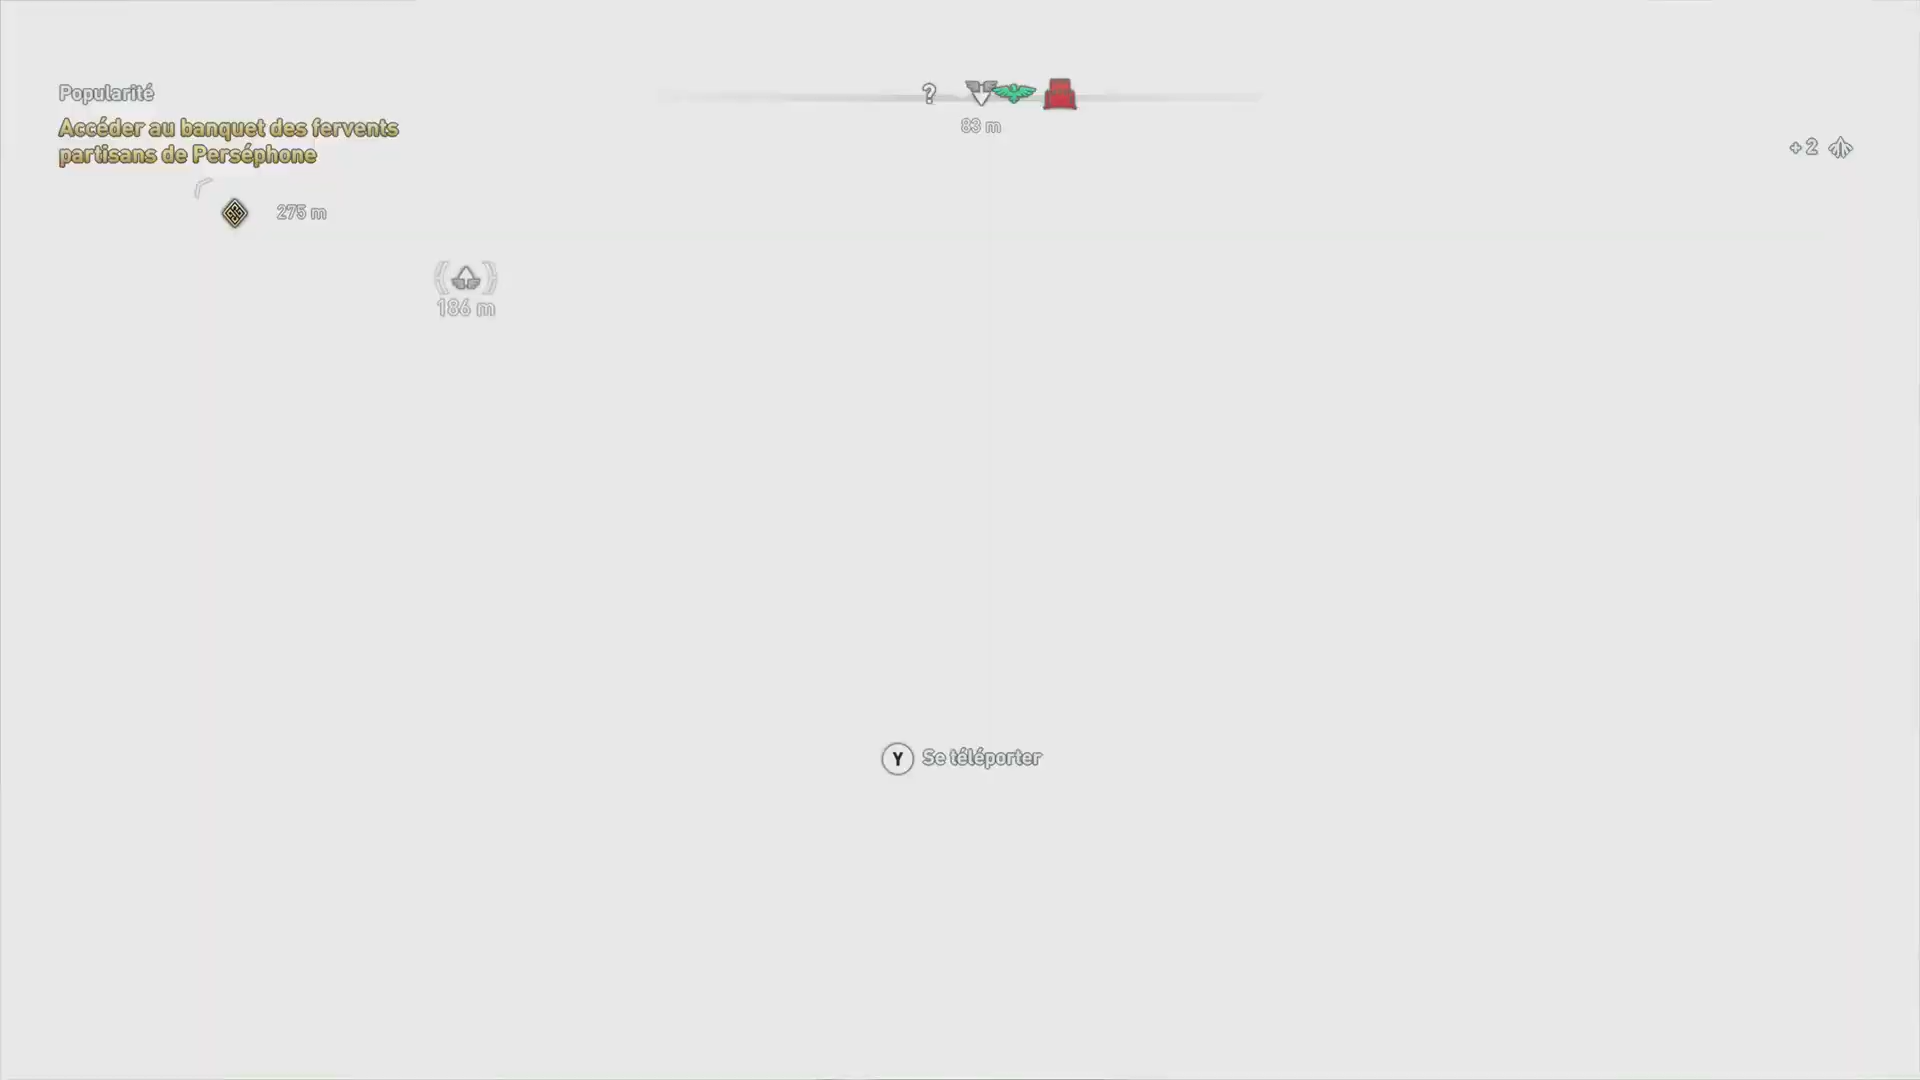 Popularité
Accéder au banquet des fervents
partisans de Perséphone
275 m
?
83 m
+2
186 m
Y Se téléporter